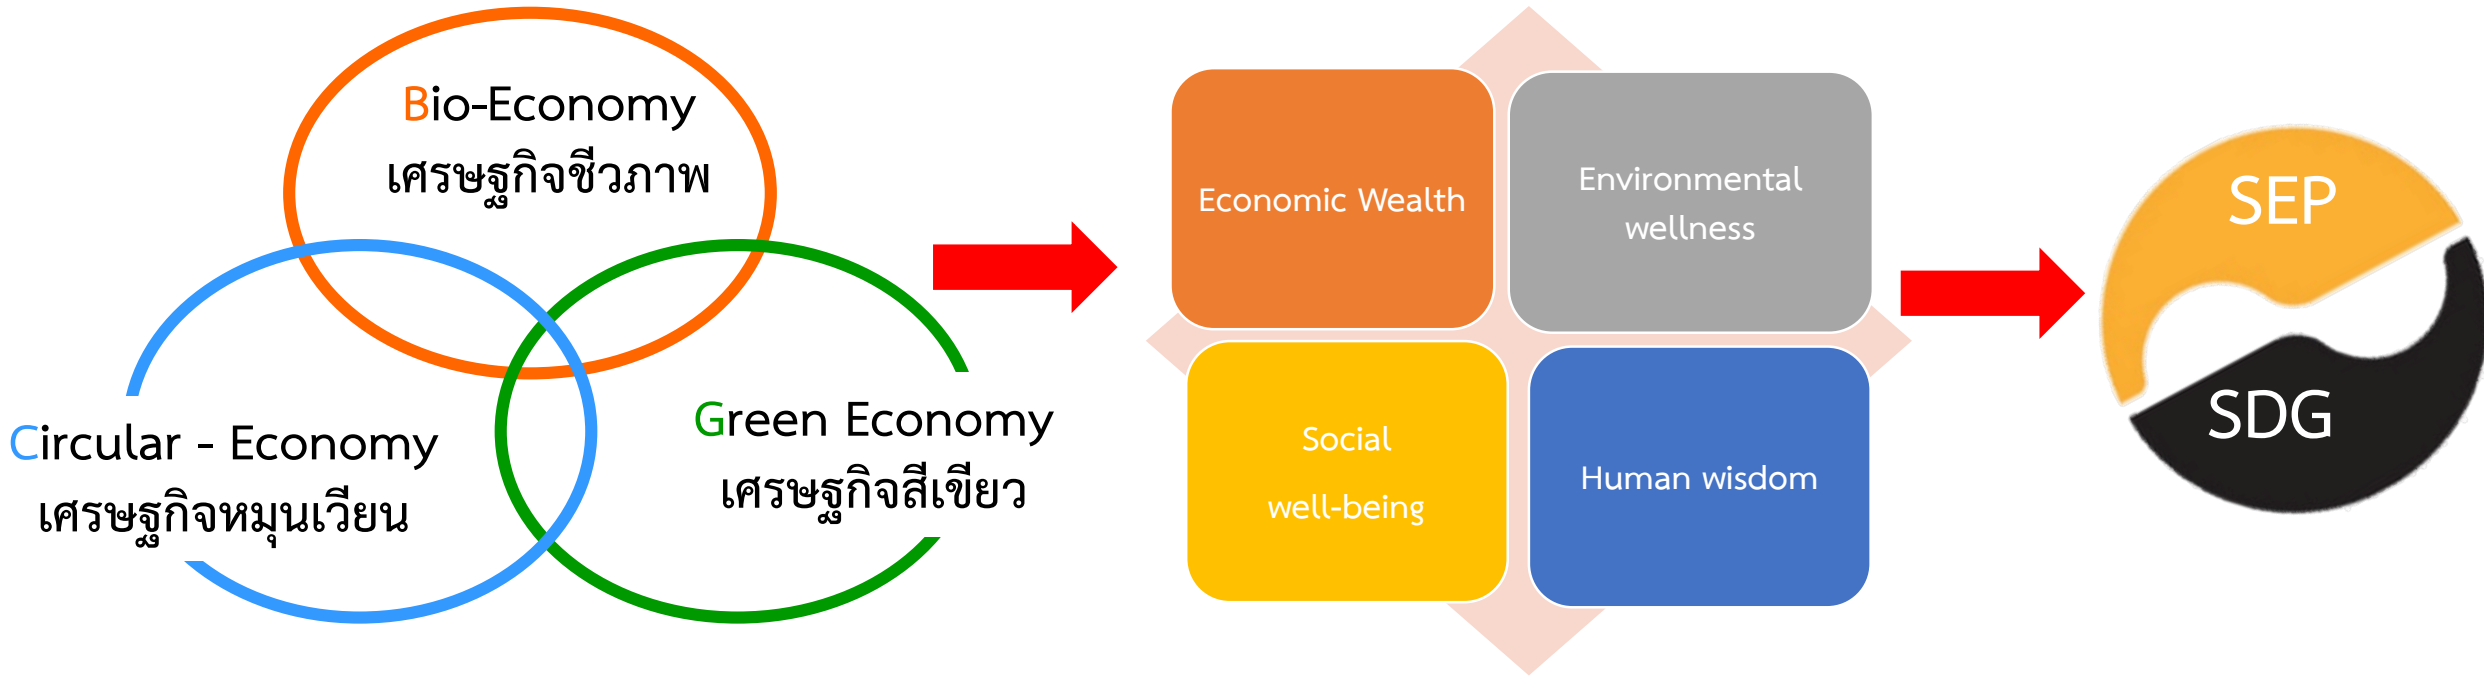 Bio-Economy
เศรษฐกิจชีวภาพ
Circular - Economy
เศรษฐกิจหมุนเวียน
Green Economy
เศรษฐกิจสีเขียว
Economic Wealth
Environmental
wellness
Social
well-being
Human wisdom
SEP
SDG